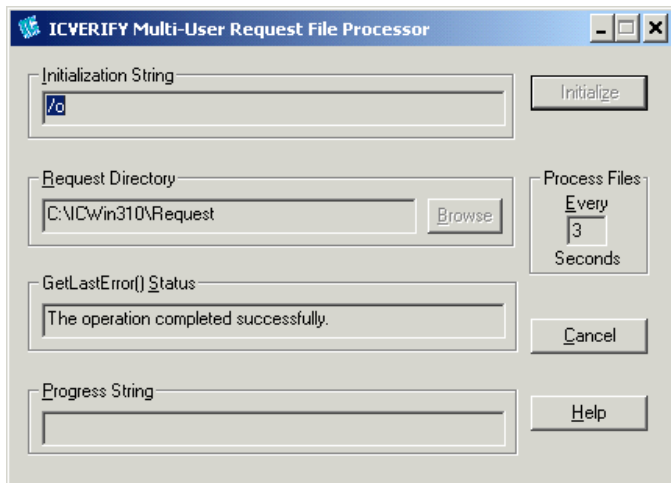 ICVERIFY Multi-User Request File Processor
Initialization String
/o
Initialize
Request Directory
C:\ICWin310\Request
Browse
Process Files
Every
3
Seconds
GetLastError() Status
The operation completed successfully.
Cancel
Progress String
Help